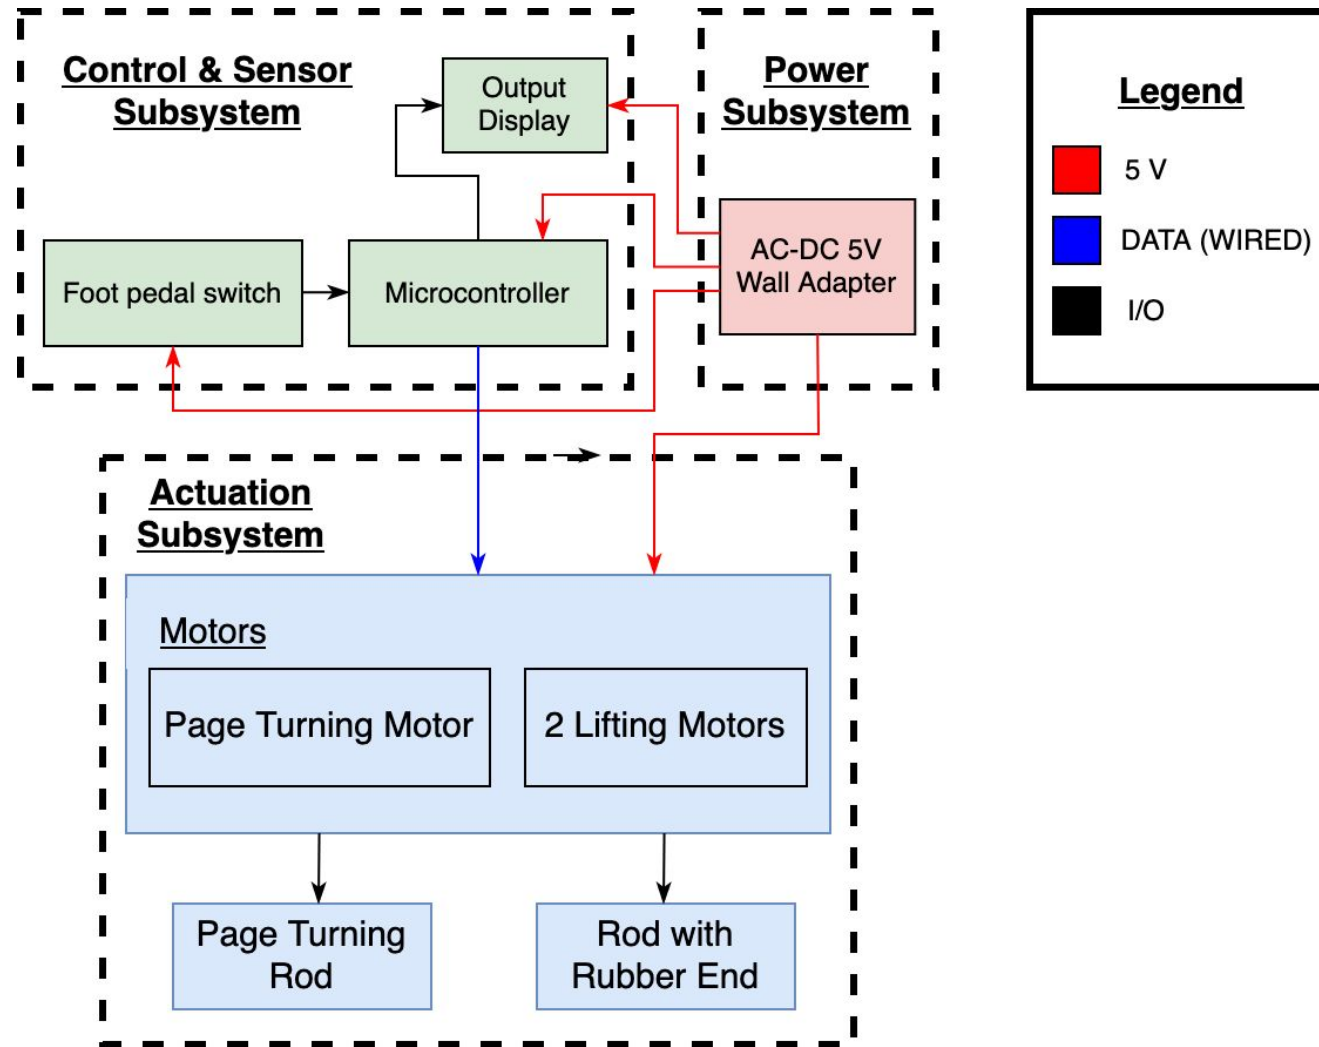 Control & Sensor
Subsystem
Output
Display
Foot pedal switch
Microcontroller
Power
Subsystem
AC-DC 5V
Wall Adapter
Legend
5 V
DATA (WIRED)
I/O
Actuation
Subsystem
Motors
Page Turning Motor
2 Lifting Motors
Page Turning
Rod
Rod with
Rubber End